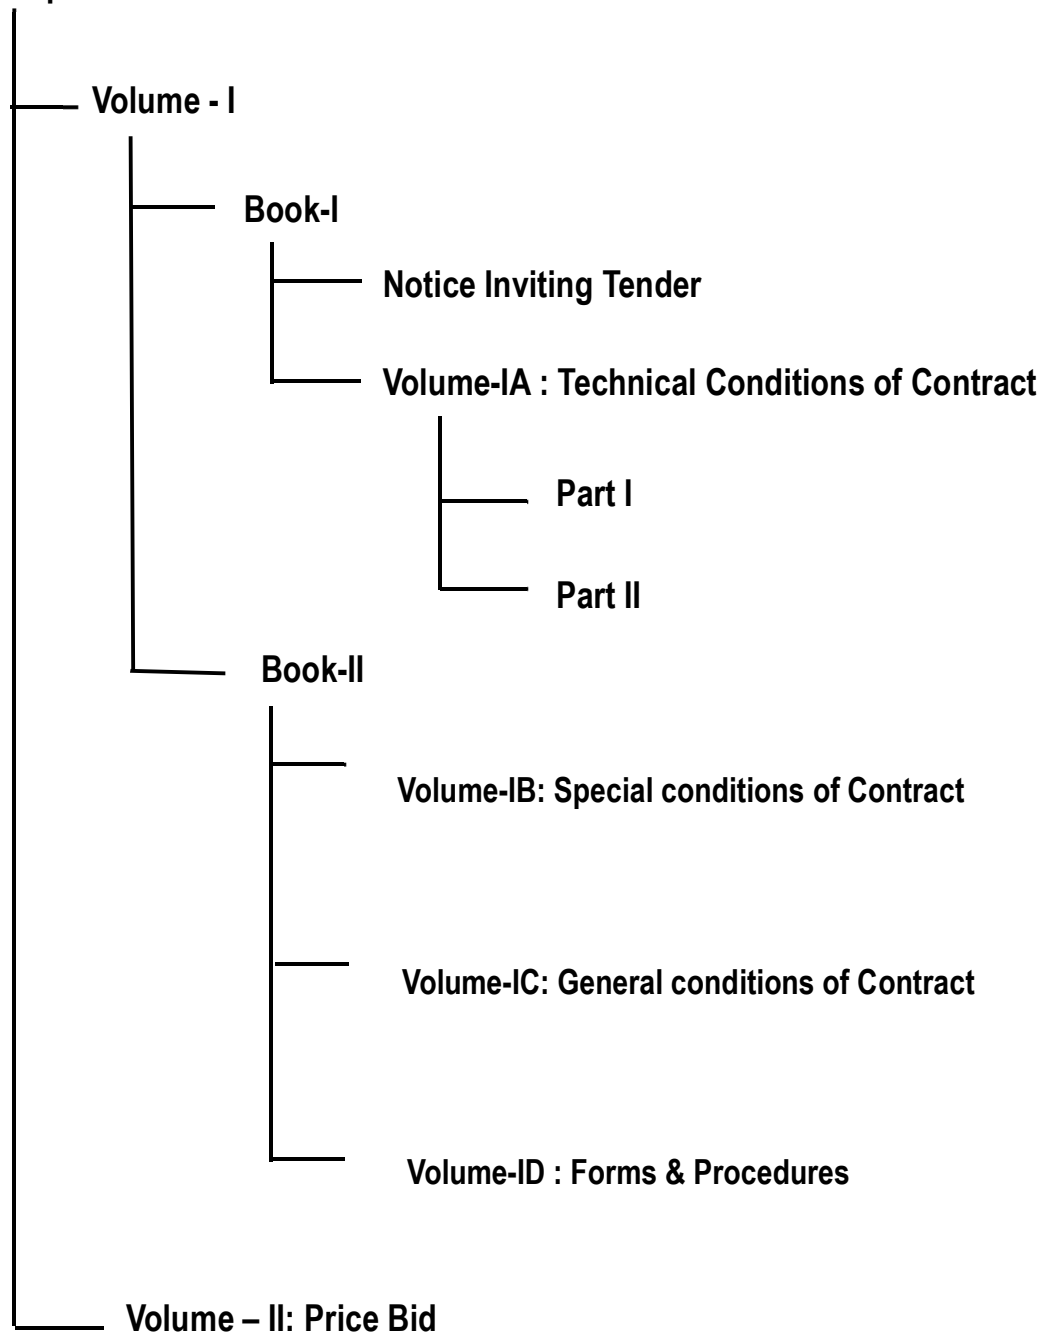 Volume - I
Book-I
Notice Inviting Tender
Volume-IA : Technical Conditions of Contract
Part I
Part II
Book-II
Volume-IB: Special conditions of Contract
Volume-IC: General conditions of Contract
Volume-ID : Forms & Procedures
Volume – II: Price Bid